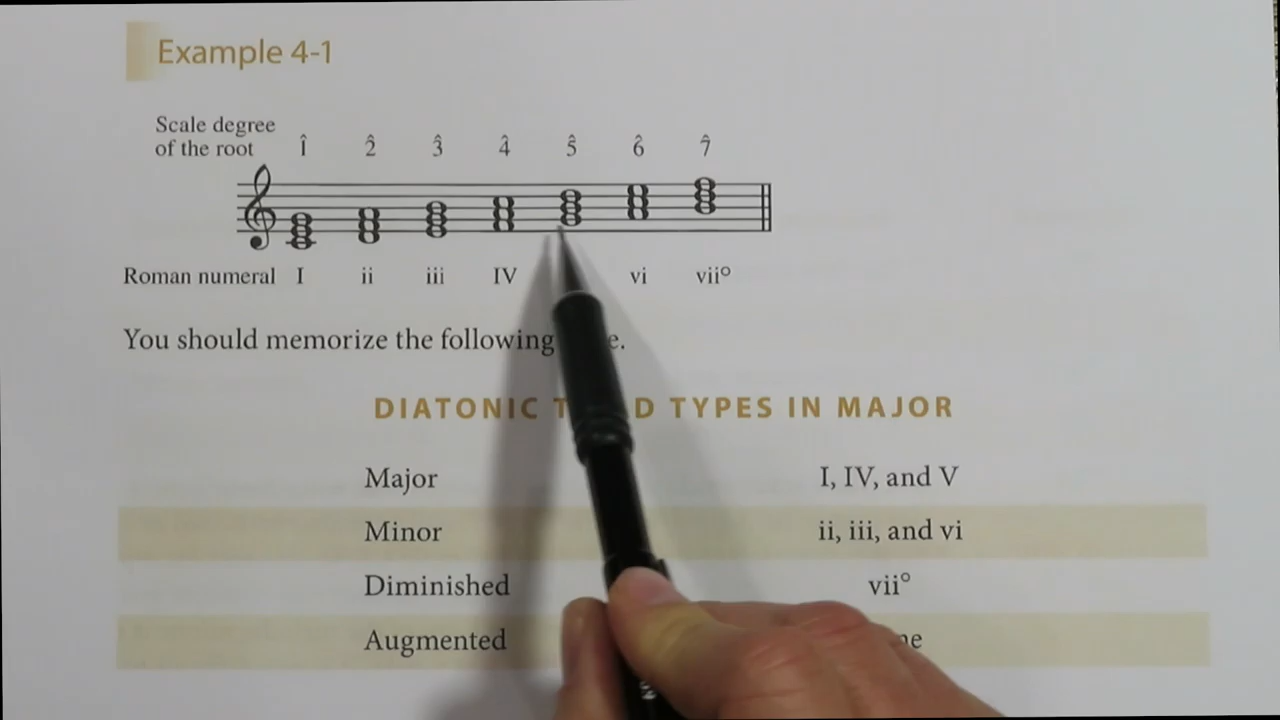 Example 4-1
Scale degree
of the root 1̂ 2̂ 3̂ 4̂ 5̂ 6̂ 7̂
Roman numeral I ii iii IV vi vii°
You should memorize the following
DIATONIC TYPES IN MAJOR
Major I, IV, and V
Minor ii, iii, and vi
Diminished vii°
Augmented